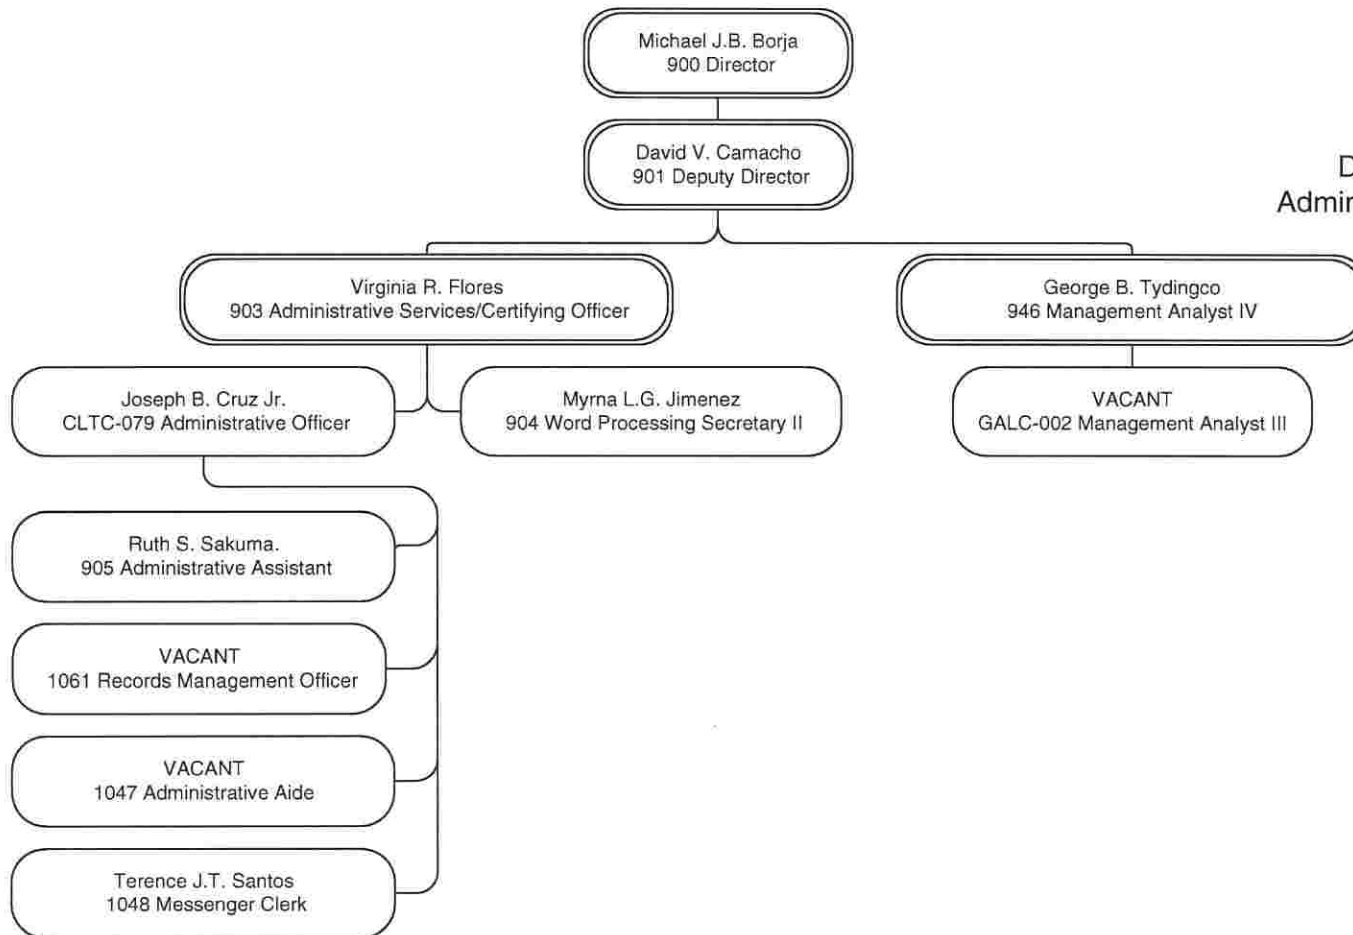 Michael J.B. Borja
900 Director
David V. Camacho
901 Deputy Director
Virginia R. Flores
903 Administrative Services/Certifying Officer
George B. Tydingco
946 Management Analyst IV
Joseph B. Cruz Jr.
CLTC-079 Administrative Officer
Myrna L.G. Jimenez
904 Word Processing Secretary II
VACANT
GALC-002 Management Analyst III
Ruth S. Sakuma.
905 Administrative Assistant
VACANT
1061 Records Management Officer
VACANT
1047 Administrative Aide
Terence J.T. Santos
1048 Messenger Clerk